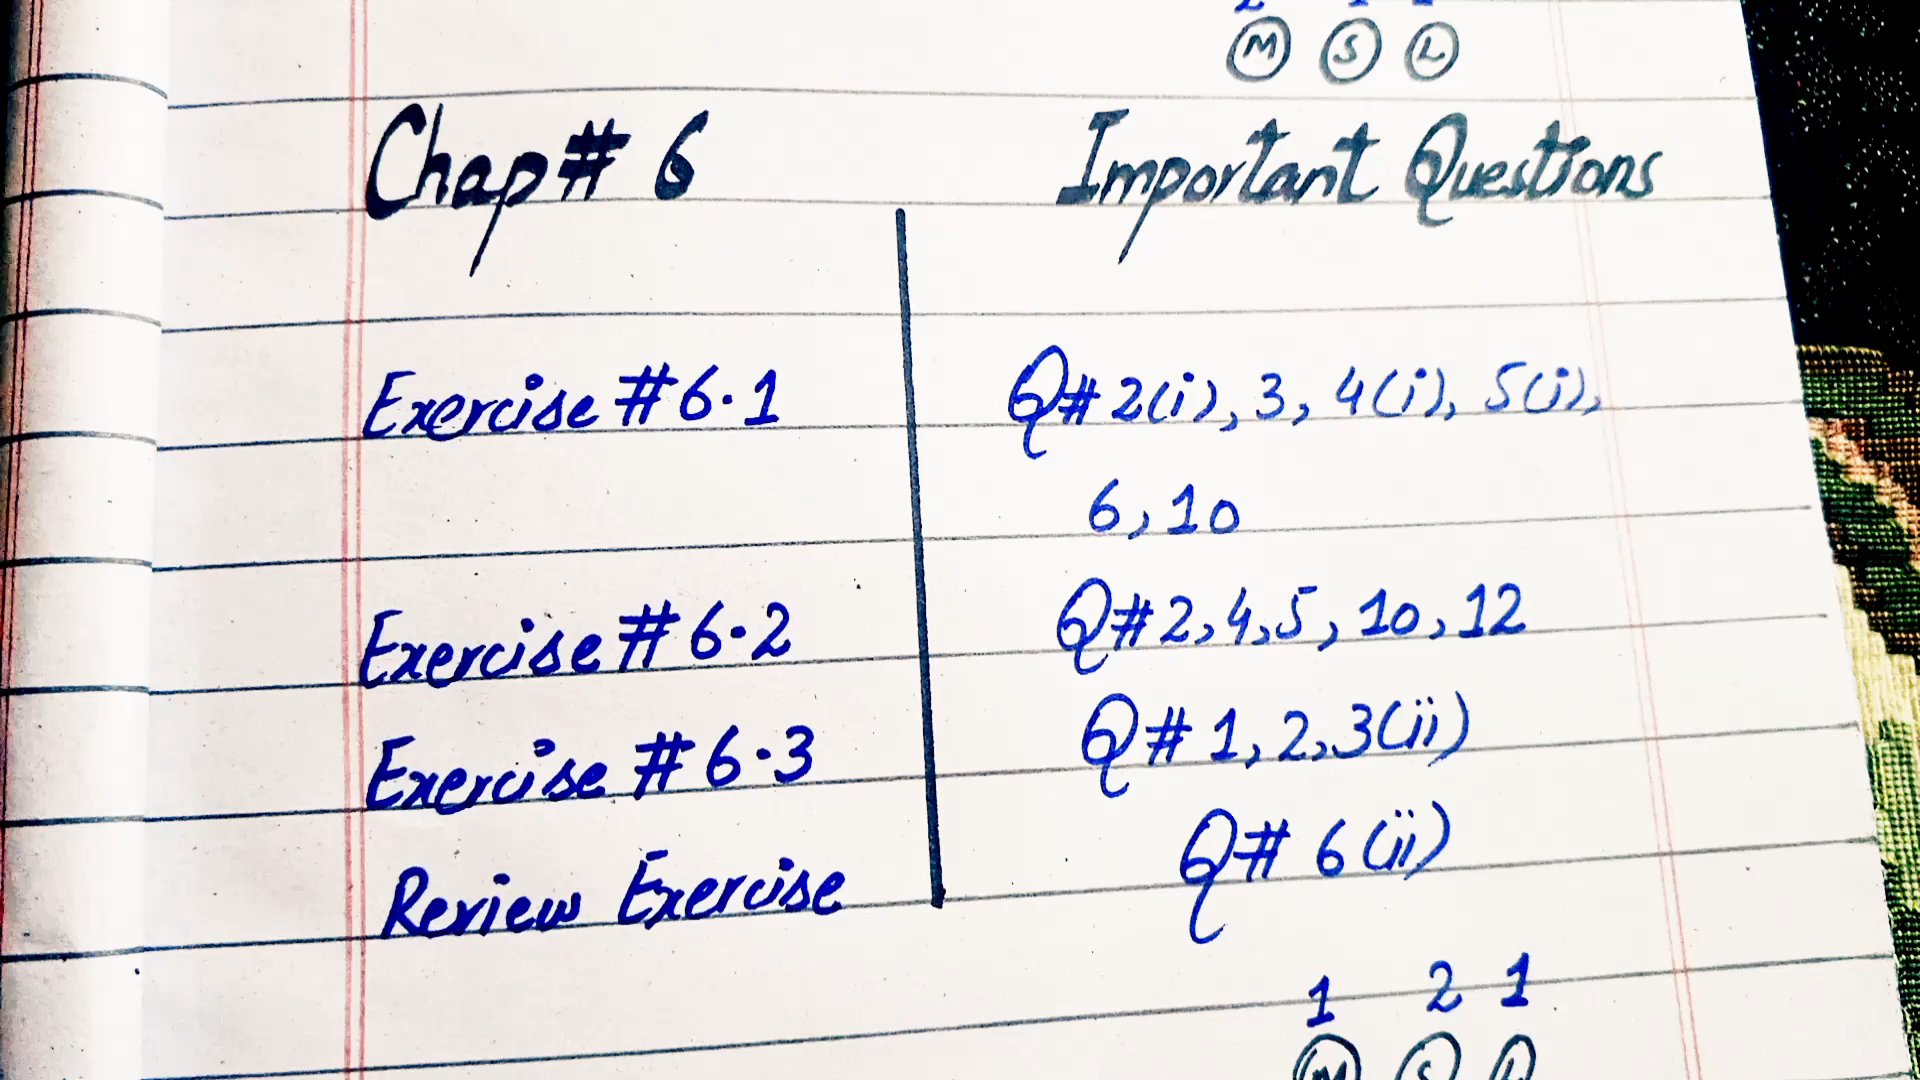 M S L
Chap# 6 Important Questions
Exercise #6.1 Q# 2(i), 3, 4(i), 5(i),
6, 10
Exercise #6.2 Q#2,4,5, 10, 12
Exercise #6.3 Q# 1, 2, 3(ii)
Review Exercise Q# 6(ii)
1 2 1
M S L